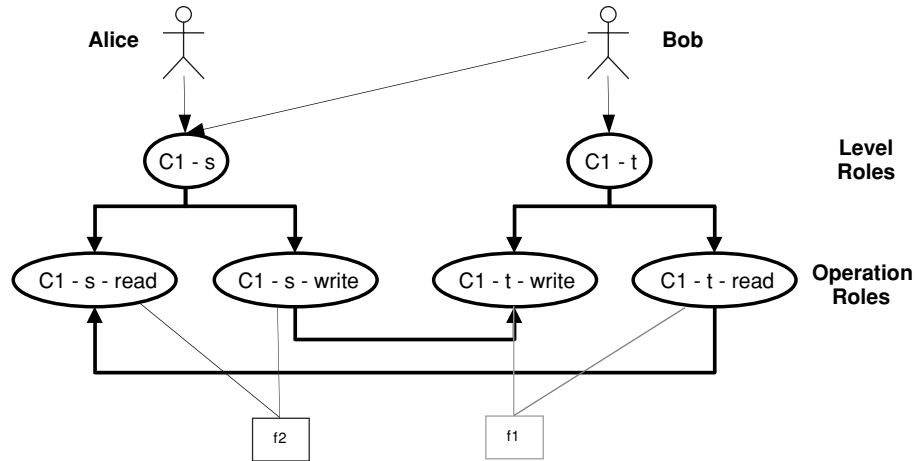 Alice
Bob
C1 - s
C1 - t
Level
Roles
C1 - s - read
C1 - s - write
C1 - t - write
C1 - t - read
Operation
Roles
f2
f1